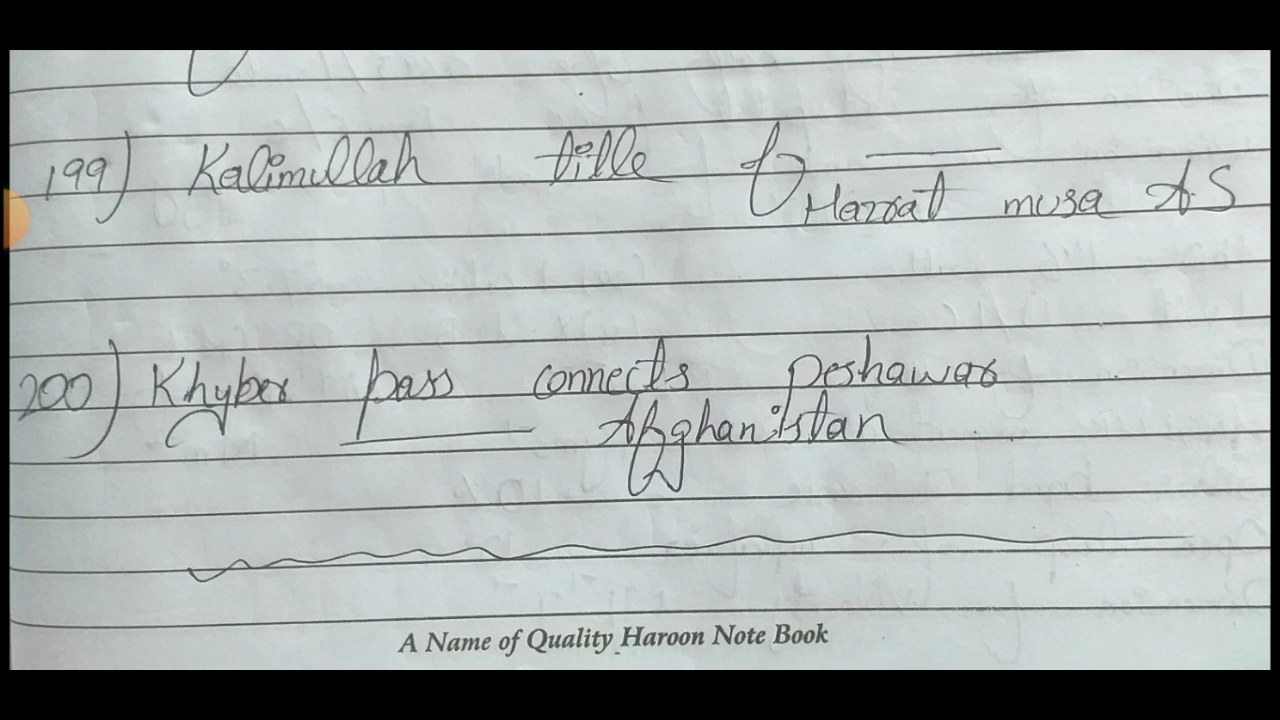 199) Kalimullah title of
Hazrat musa A.S
200) Khyber pass connects peshawar
Afghanistan
A Name of Quality Haroon Note Book